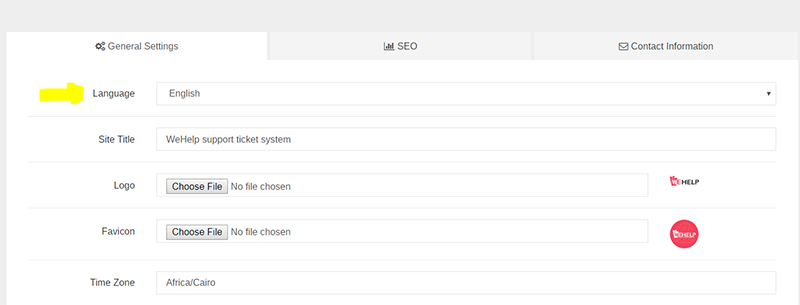 General Settings
SEO
Contact Information
Language English
Site Title WeHelp support ticket system
Logo Choose File No file chosen WEHELP
Favicon Choose File No file chosen WEHELP
Time Zone Africa/Cairo